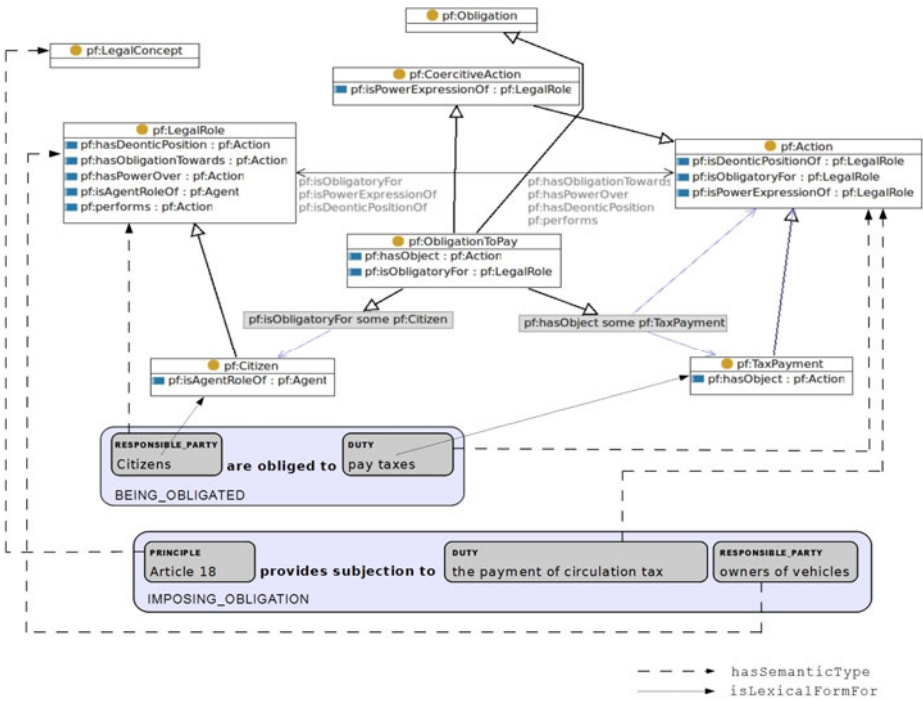 pf:Obligation
pf:LegalConcept
pf:CoercitiveAction
pf:isPowerExpressionOf : pf:LegalRole
pf:LegalRole
pf:hasDeonticPosition : pf:Action
pf:hasObligationTowards : pf:Action
pf:hasPowerOver : pf:Action
pf:isAgentRoleOf : pf:Agent
pf:performs : pf:Action
pf:Action
pf:isDeonticPositionOf : pf:LegalRole
pf:isObligatoryFor : pf:LegalRole
pf:isPowerExpressionOf : pf:LegalRole
pf:isObligatoryFor
pf:isPowerExpressionOf
pf:isDeonticPositionOf
pf:hasObligationTowards
pf:hasPowerOver
pf:hasDeonticPosition
pf:performs
pf:ObligationToPay
pf:hasObject : pf:Action
pf:isObligatoryFor : pf:LegalRole
pf:isObligatoryFor some pf:Citizen
pf:hasObject some pf:TaxPayment
pf:Citizen
pf:isAgentRoleOf : pf:Agent
pf:TaxPayment
pf:hasObject : pf:Action
RESPONSIBLE_PARTY
Citizens
are obliged to
DUTY
pay taxes
BEING_OBLIGATED
PRINCIPLE
Article 18
provides subjection to
DUTY
the payment of circulation tax
RESPONSIBLE_PARTY
owners of vehicles
IMPOSING_OBLIGATION
hasSemanticType
isLexicalFormFor